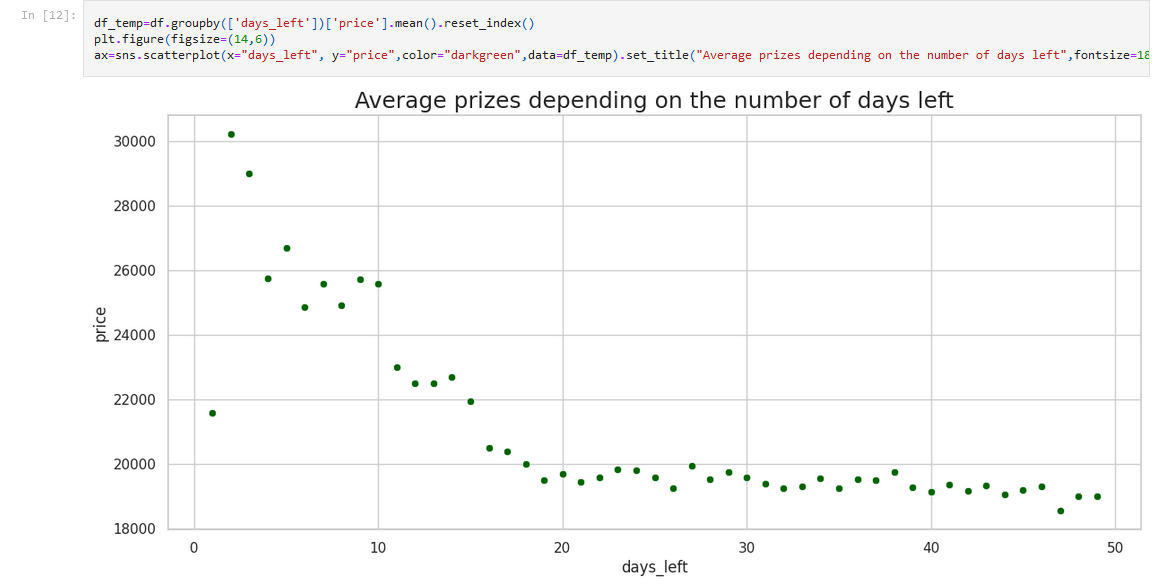 In [12]:
df_temp=df.groupby(['days_left'])['price'].mean().reset_index()
plt.figure(figsize=(14,6))
ax=sns.scatterplot(x="days_left", y="price",color="darkgreen",data=df_temp).set_title("Average prizes depending on the number of days left",fontsize=18
Average prizes depending on the number of days left
30000
28000
26000
24000
22000
20000
18000
price
0 10 20 30 40 50
days_left